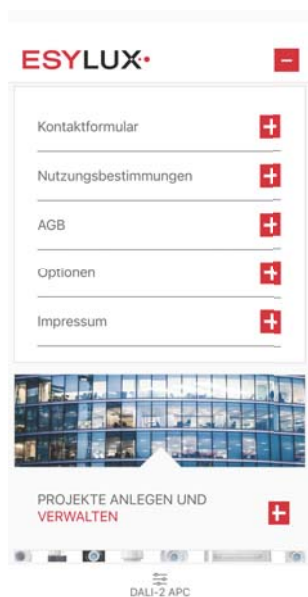 ESYLUX
Kontaktformular
Nutzungsbestimmungen
AGB
Optionen
Impressum
PROJEKTE ANLEGEN UND
VERWALTEN
DALI-2 APC